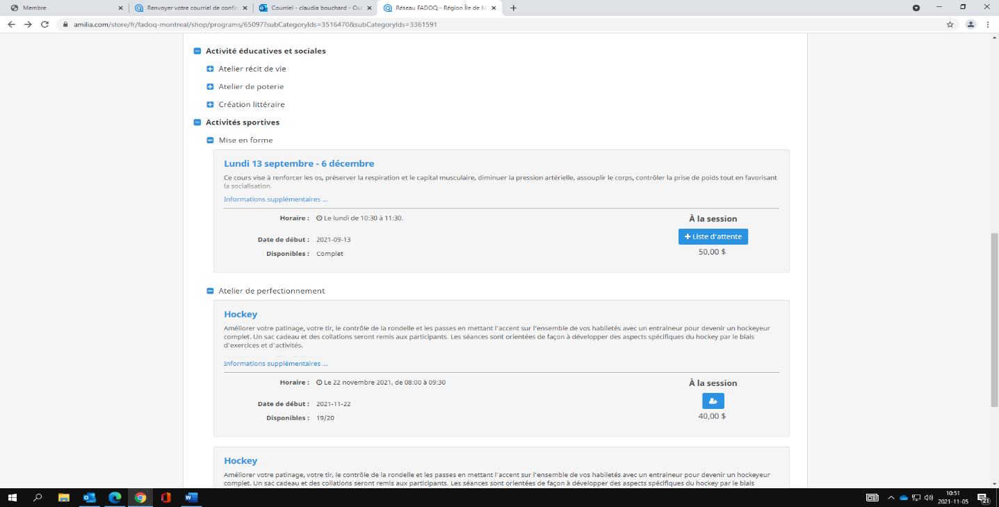 Membre
Renvoyer votre courriel de confir
Courriel - claudia bouchard - Out
Réseau FADOQ - Région Île de M
amilia.com/store/fr/fadoq-montreal/shop/programs/65097?subCategoryIds=3516470&subCategoryIds=3361591
Activité éducatives et sociales
Atelier récit de vie
Atelier de poterie
Création littéraire
Activités sportives
Mise en forme
Lundi 13 septembre - 6 décembre
Ce cours vise à renforcer les os, préserver la respiration et le capital musculaire, diminuer la pression artérielle, assouplir le corps, contrôler la prise de poids tout en favorisant
la socialisation.
Informations supplémentaires ...
Horaire : Le lundi de 10:30 à 11:30.
À la session
Date de début : 2021-09-13
+ Liste d'attente
Disponibles : Complet
50,00 $
Atelier de perfectionnement
Hockey
Améliorer votre patinage, votre tir, le contrôle de la rondelle et les passes en mettant l'accent sur l'ensemble de vos habiletés avec un entraineur pour devenir un hockeyeur
complet. Un sac cadeau et des collations seront remis aux participants. Les séances sont orientées de façon à développer des aspects spécifiques du hockey par le biais
d'exercices et d'activités.
Informations supplémentaires ...
Horaire : Le 22 novembre 2021, de 08:00 à 09:30
À la session
Date de début : 2021-11-22
Disponibles : 19/20
40,00 $
Hockey
Améliorer votre patinage, votre tir, le contrôle de la rondelle et les passes en mettant l'accent sur l'ensemble de vos habiletés avec un entraineur pour devenir un hockeyeur
complet. Un sac cadeau et des collations seront remis aux participants. Les séances sont orientées de façon à développer des aspects spécifiques du hockey par le biais
10:51
2021-11-05
21